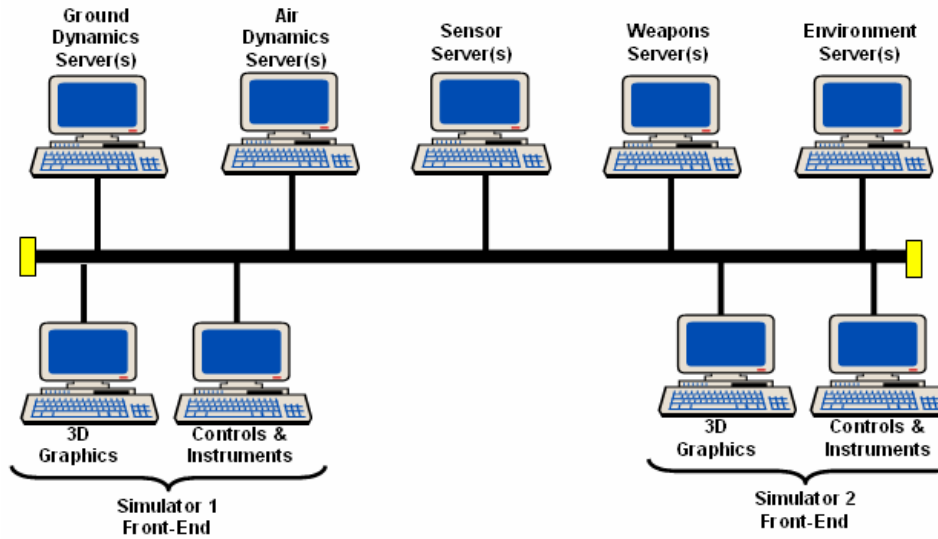 Ground
Dynamics
Server(s)
Air
Dynamics
Server(s)
Sensor
Server(s)
Weapons
Server(s)
Environment
Server(s)
3D
Graphics
Controls &
Instruments
Simulator 1
Front-End
3D
Graphics
Controls &
Instruments
Simulator 2
Front-End